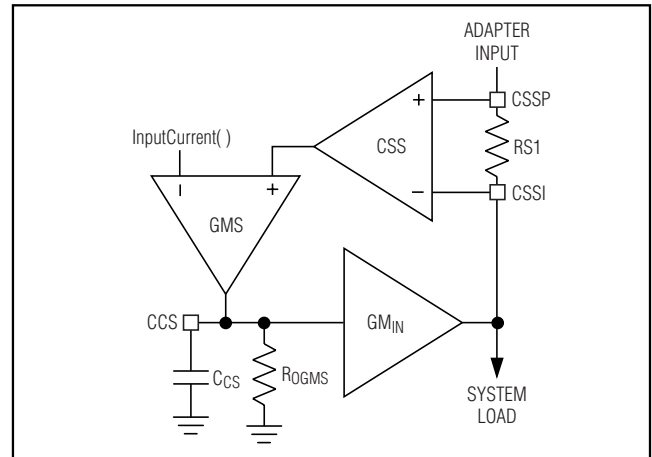 ADAPTER
INPUT
CSSP
+
CSS
RS1
InputCurrent( )
−
CSSI
− +
GMS
CCS
GMIN
CCS
ROGMS
SYSTEM
LOAD